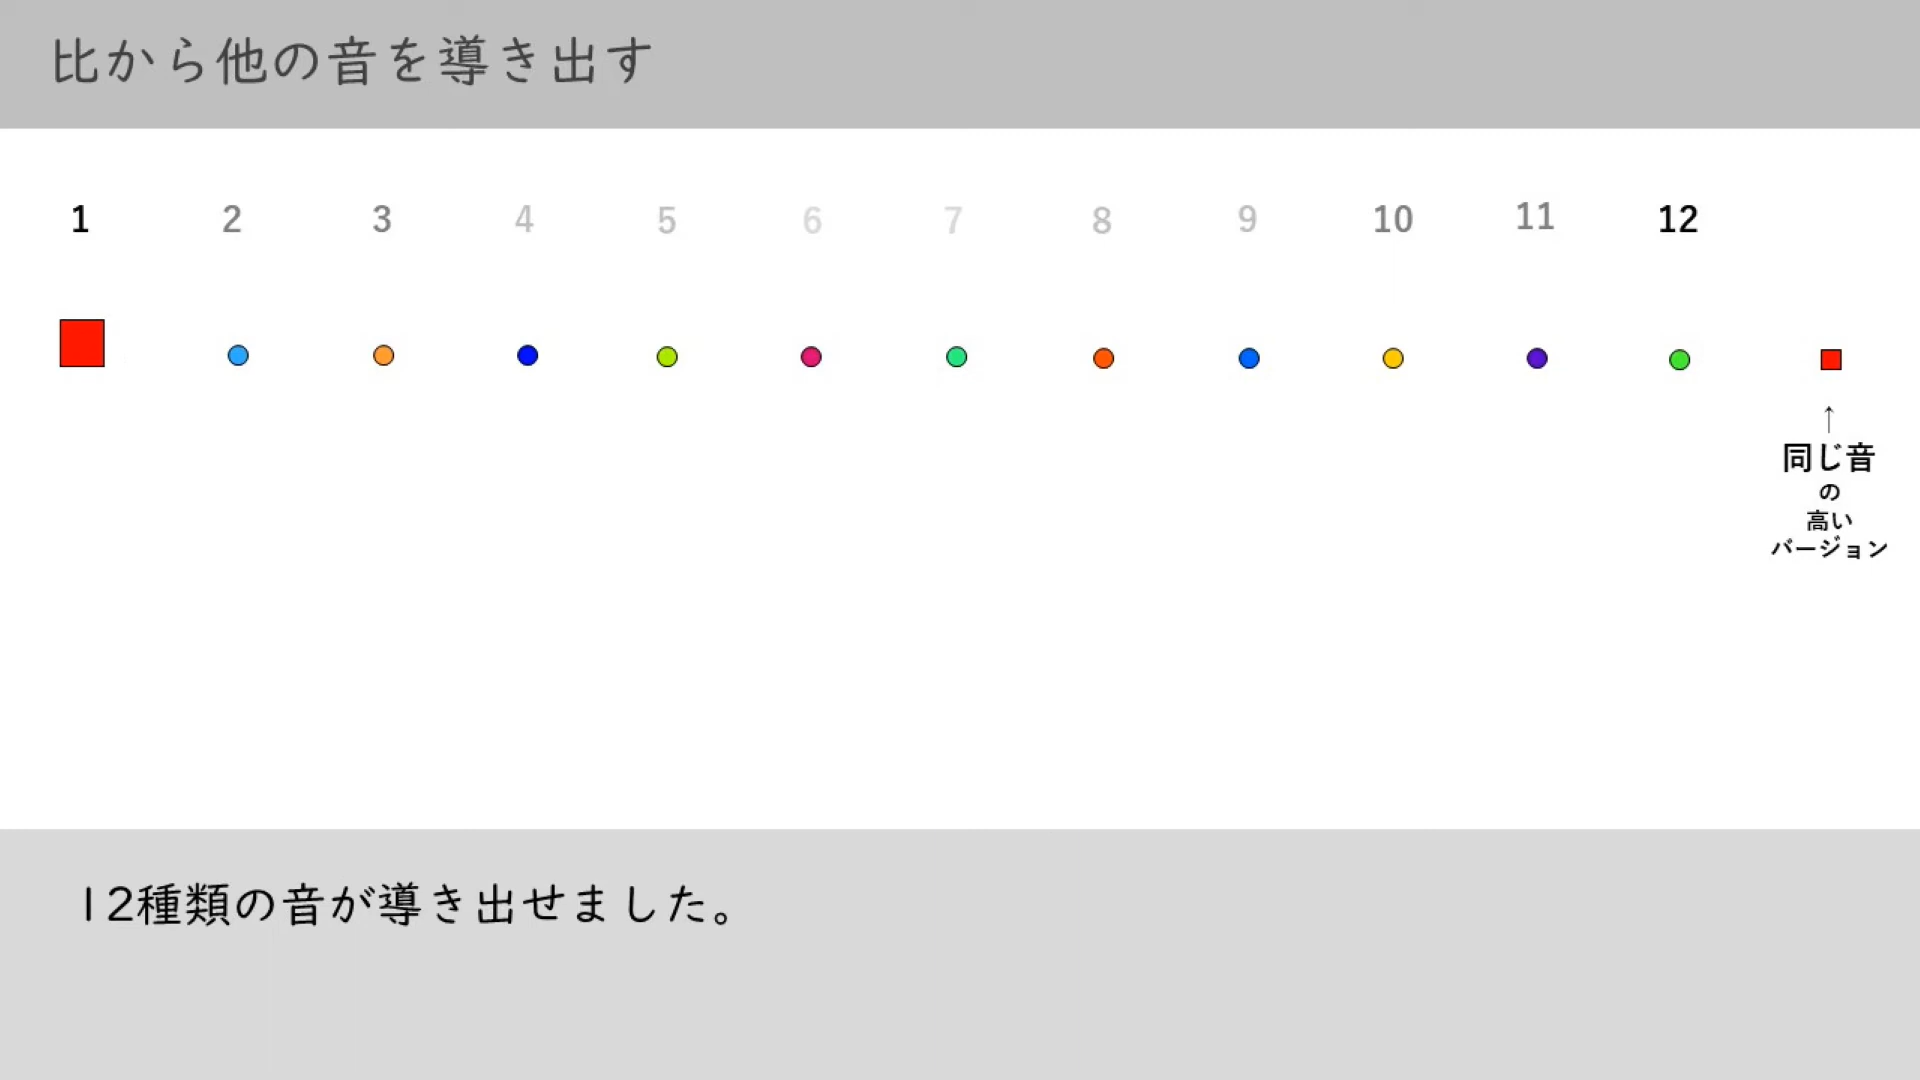 比から他の音を導き出す
1 2 3 4 5 6 7 8 9 10 11 12
↑
同じ音
の
高い
バージョン
12種類の音が導き出せました。